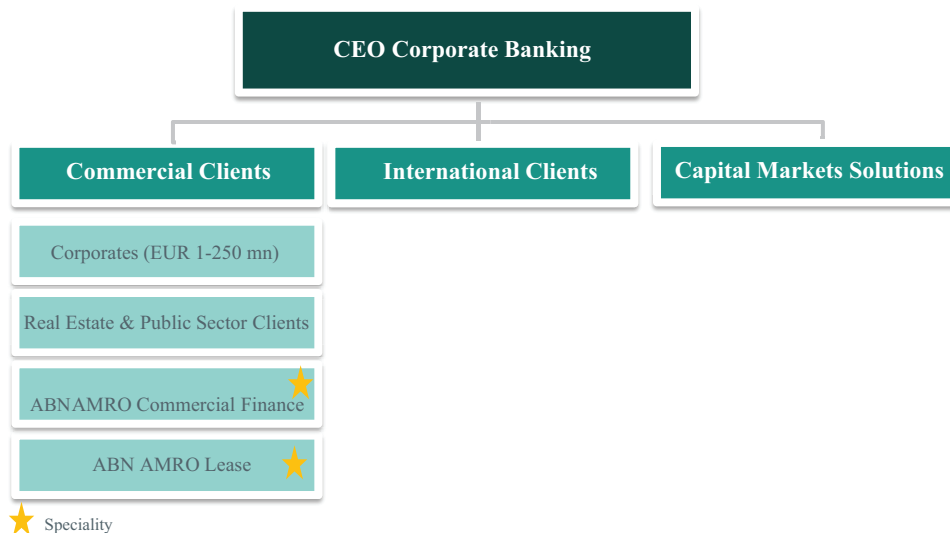 CEO Corporate Banking
Commercial Clients
International Clients
Capital Markets Solutions
Corporates (EUR 1-250 mn)
Real Estate & Public Sector Clients
ABNAMRO Commercial Finance
ABN AMRO Lease
Speciality